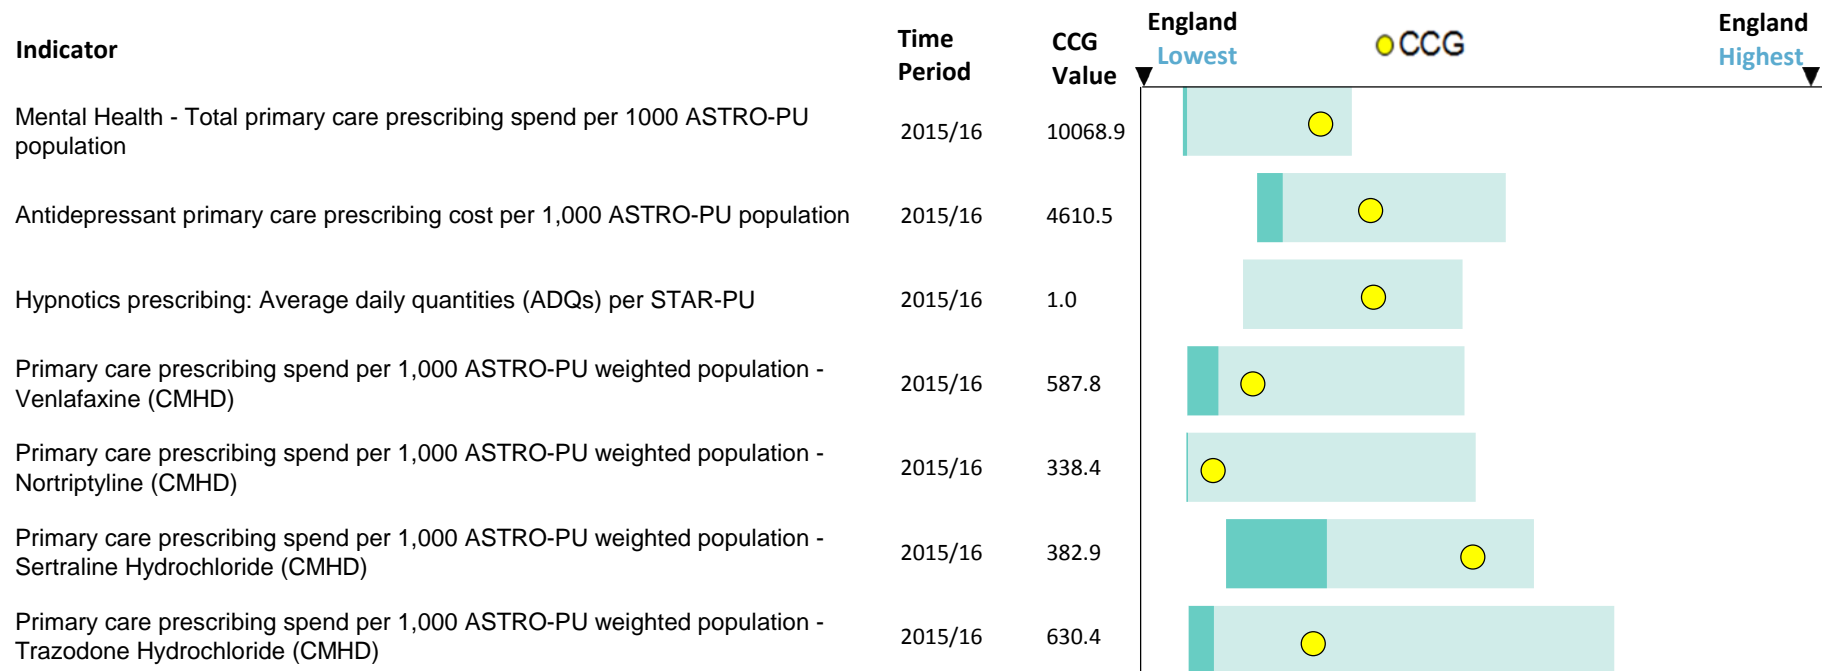 Indicator
Time
Period
CCG
Value
England
Lowest
CCG
England
Highest
Mental Health - Total primary care prescribing spend per 1000 ASTRO-PU
population
2015/16
10068.9
Antidepressant primary care prescribing cost per 1,000 ASTRO-PU population
2015/16
4610.5
Hypnotics prescribing: Average daily quantities (ADQs) per STAR-PU
2015/16
1.0
Primary care prescribing spend per 1,000 ASTRO-PU weighted population -
Venlafaxine (CMHD)
2015/16
587.8
Primary care prescribing spend per 1,000 ASTRO-PU weighted population -
Nortriptyline (CMHD)
2015/16
338.4
Primary care prescribing spend per 1,000 ASTRO-PU weighted population -
Sertraline Hydrochloride (CMHD)
2015/16
382.9
Primary care prescribing spend per 1,000 ASTRO-PU weighted population -
Trazodone Hydrochloride (CMHD)
2015/16
630.4